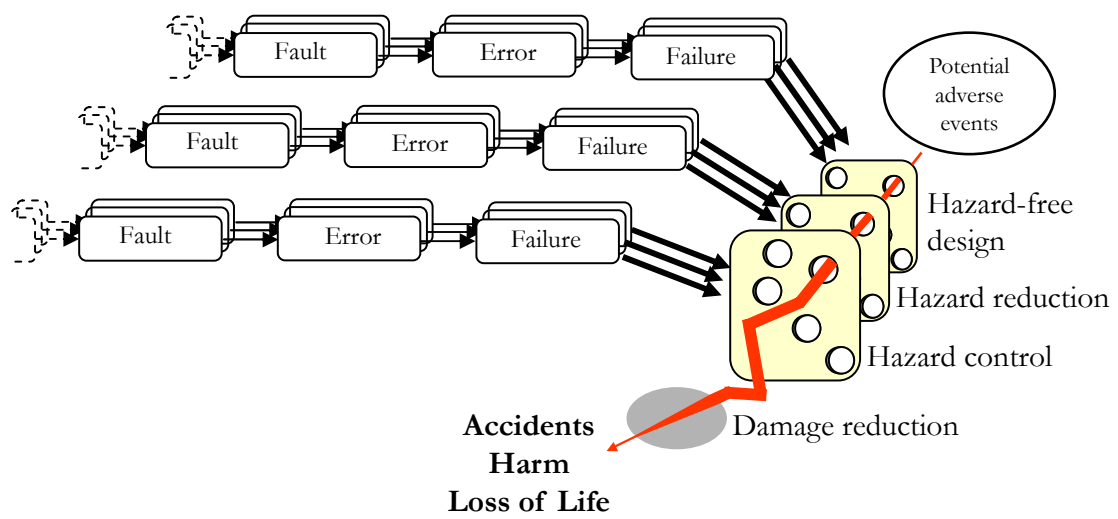 Fault
Error
Failure
Potential
adverse
events
Fault
Error
Failure
Hazard-free
design
Fault
Error
Failure
Hazard reduction
Hazard control
Damage reduction
Accidents
Harm
Loss of Life